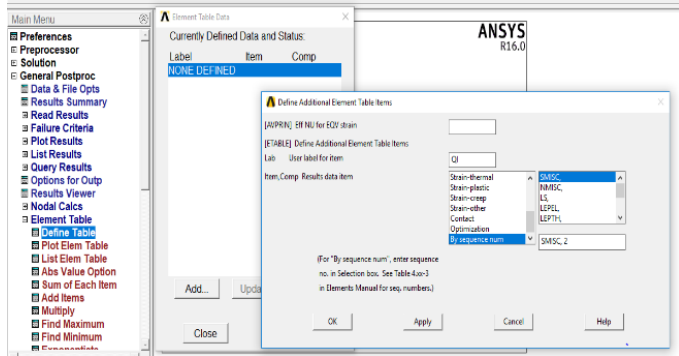 Main Menu
Preferences
Preprocessor
Solution
General Postproc
Data & File Opts
Results Summary
Read Results
Failure Criteria
Plot Results
List Results
Query Results
Options for Outp
Results Viewer
Nodal Calcs
Element Table
Define Table
Plot Elem Table
List Elem Table
Abs Value Option
Sum of Each Item
Add Items
Multiply
Find Maximum
Find Minimum
Exponentiate
Element Table Data
Currently Defined Data and Status:
Label Item Comp
NONE DEFINED
Add... Upda
Close
ANSYS
R16.0
Define Additional Element Table Items
[AVPRIN] Eff NU for EQV strain
[ETABLE] Define Additional Element Table Items
Lab User label for item
QI
Item,Comp Results data item
Strain-thermal
Strain-plastic
Strain-creep
Strain-other
Contact
Optimization
By sequence num
SMISC,
NMISC,
LS,
LEPEL,
LEPTH,
SMISC, 2
(For "By sequence num", enter sequence
no. in Selection box. See Table 4.xx-3
in Elements Manual for seq. numbers.)
OK Apply Cancel Help